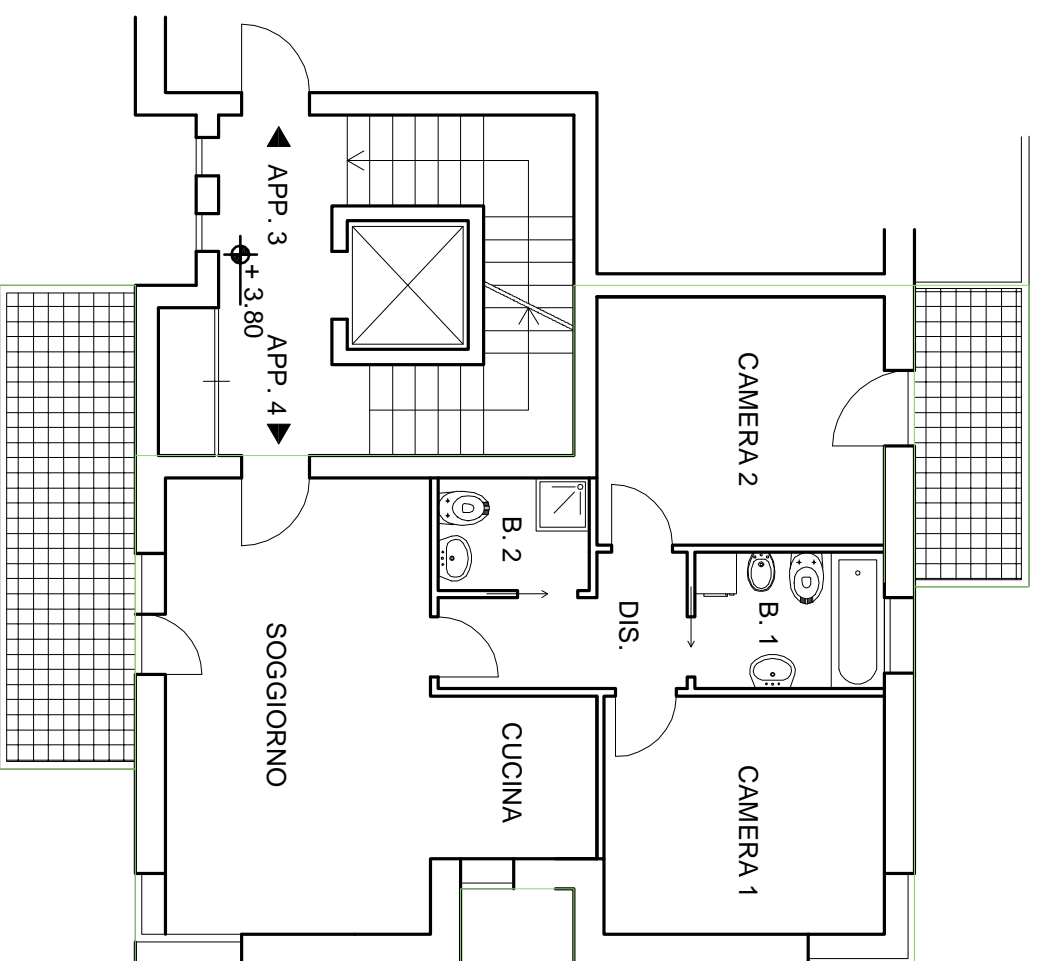 APP. 3
+ 3.80
APP. 4
CAMERA 2
B. 2
DIS.
B. 1
SOGGIORNO
CUCINA
CAMERA 1